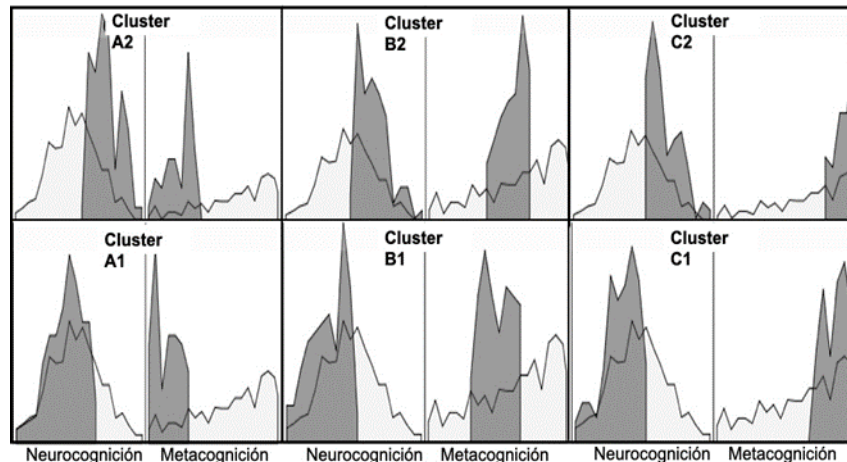 Cluster
A2
Cluster
B2
Cluster
C2
Cluster
A1
Cluster
B1
Cluster
C1
Neurocognición Metacognición Neurocognición Metacognición Neurocognición Metacognición